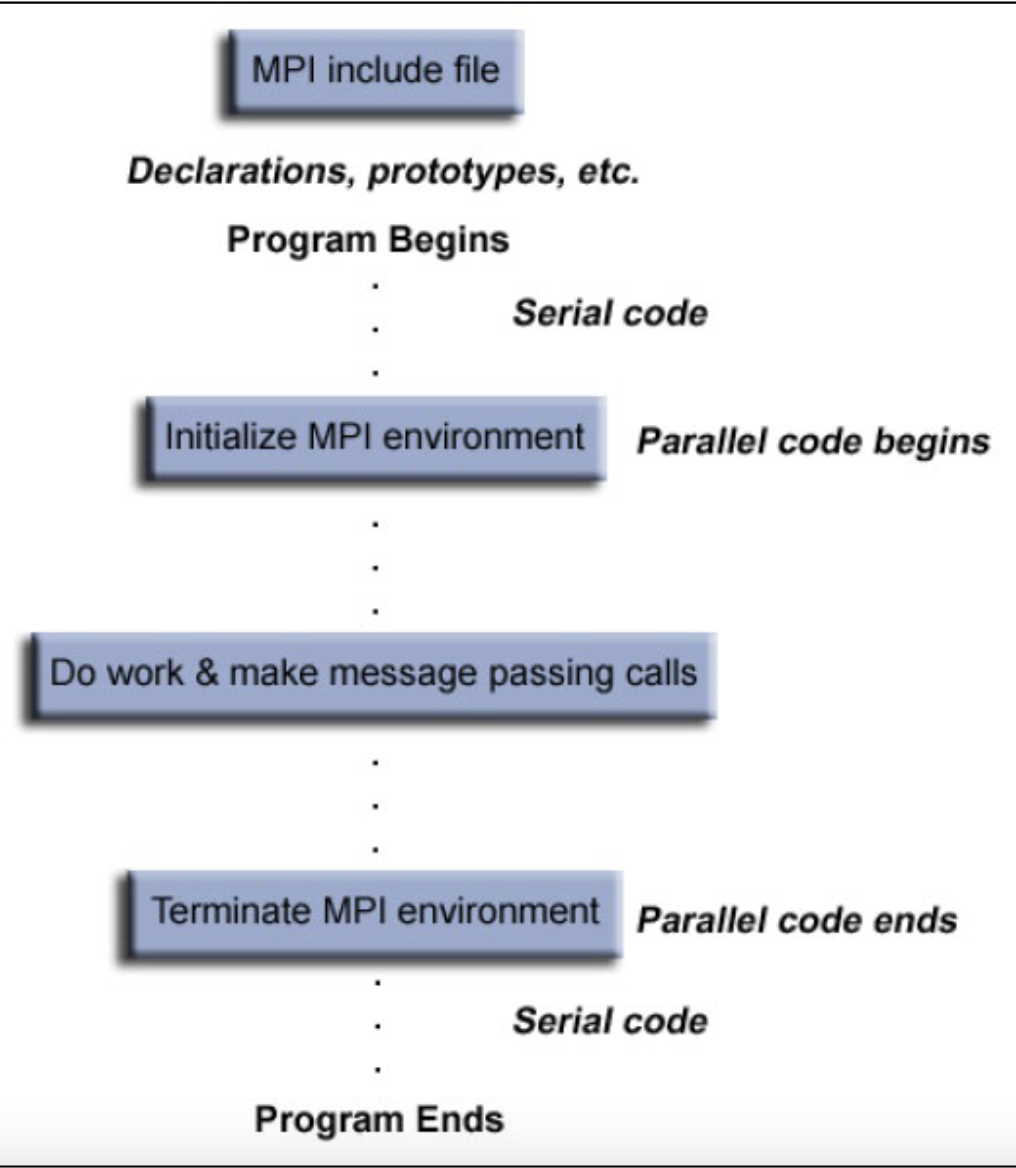 MPI include file
Declarations, prototypes, etc.
Program Begins
Serial code
Initialize MPI environment
Parallel code begins
Do work & make message passing calls
Terminate MPI environment
Parallel code ends
Serial code
Program Ends